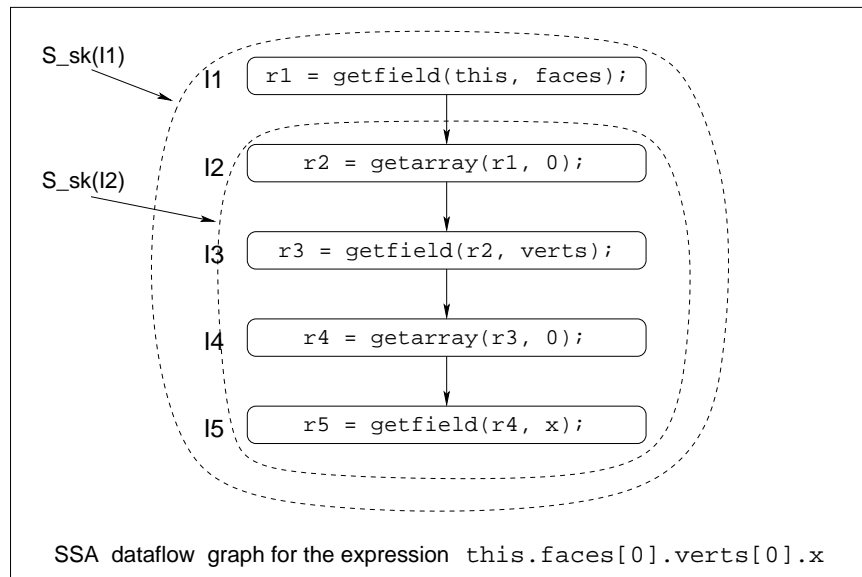 S_sk(I1)
I1
r1 = getfield(this, faces);
I2
r2 = getarray(r1, 0);
S_sk(I2)
I3
r3 = getfield(r2, verts);
I4
r4 = getarray(r3, 0);
I5
r5 = getfield(r4, x);
SSA dataflow graph for the expression this.faces[0].verts[0].x